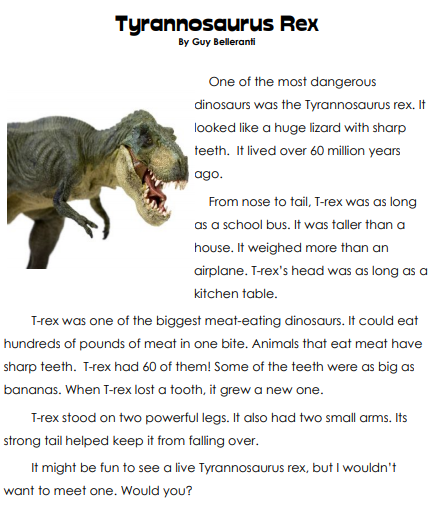 Tyrannosaurus Rex
By Guy Belleranti
One of the most dangerous
dinosaurs was the Tyrannosaurus rex. It
looked like a huge lizard with sharp
teeth.  It lived over 60 million years
ago.
From nose to tail, T-rex was as long
as a school bus. It was taller than a
house. It weighed more than an
airplane. T-rex's head was as long as a
kitchen table.
T-rex was one of the biggest meat-eating dinosaurs. It could eat
hundreds of pounds of meat in one bite. Animals that eat meat have
sharp teeth.  T-rex had 60 of them! Some of the teeth were as big as
bananas. When T-rex lost a tooth, it grew a new one.
T-rex stood on two powerful legs. It also had two small arms. Its
strong tail helped keep it from falling over.
It might be fun to see a live Tyrannosaurus rex, but I wouldn't
want to meet one. Would you?